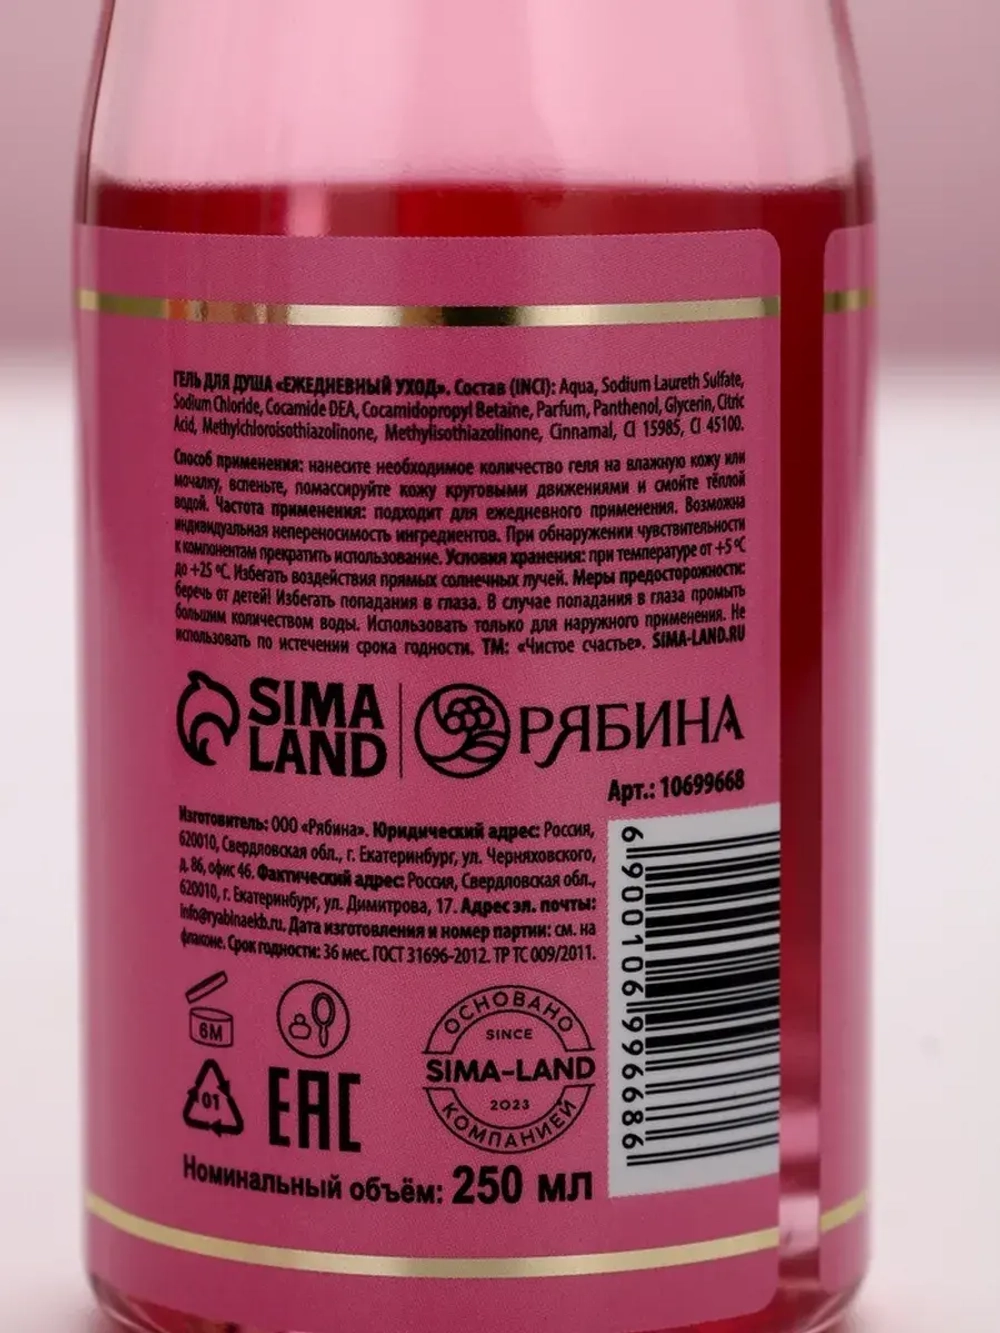 ГЕЛЬ ДЛЯ ДУША «ЕЖЕДНЕВНЫЙ УХОД». Состав (INCI): Aqua, Sodium Laureth Sulfate,
Sodium Chloride, Cocamide DEA, Cocamidopropyl Betaine, Parfum, Panthenol, Glycerin, Citric
Acid, Methylchloroisothiazolinone, Methylisothiazolinone, Cinnamal, CI 15985, CI 45100.
Способ применения: нанесите необходимое количество геля на влажную кожу или
мочалку, вспеньте, помассируйте кожу круговыми движениями и смойте тёплой
водой. Частота применения: подходит для ежедневного применения. Возможна
индивидуальная непереносимость ингредиентов. При обнаружении чувствительности
к компонентам прекратить использование. Условия хранения: при температуре от +5 °C
до +25 °C. Избегать воздействия прямых солнечных лучей. Меры предосторожности:
беречь от детей! Избегать попадания в глаза. В случае попадания в глаза промыть
большим количеством воды. Использовать только для наружного применения. Не
использовать по истечении срока годности. ТМ: «Чистое счастье». SIMA-LAND.RU
SIMA
LAND
РЯБИНА
Арт.: 10699668
Изготовитель: ООО «Рябина». Юридический адрес: Россия,
620010, Свердловская обл., г. Екатеринбург, ул. Черняховского,
д. 86, офис 46. Фактический адрес: Россия, Свердловская обл.,
620010, г. Екатеринбург, ул. Димитрова, 17. Адрес эл. почты:
info@ryabinaekb.ru. Дата изготовления и номер партии: см. на
флаконе. Срок годности: 36 мес. ГОСТ 31696-2012. ТР ТС 009/2011.
6 900106 996686
6M
01
EAC
ОСНОВАНО
SINCE
SIMA-LAND
2023
КОМПАНИЕЙ
Номинальный объём: 250 мл